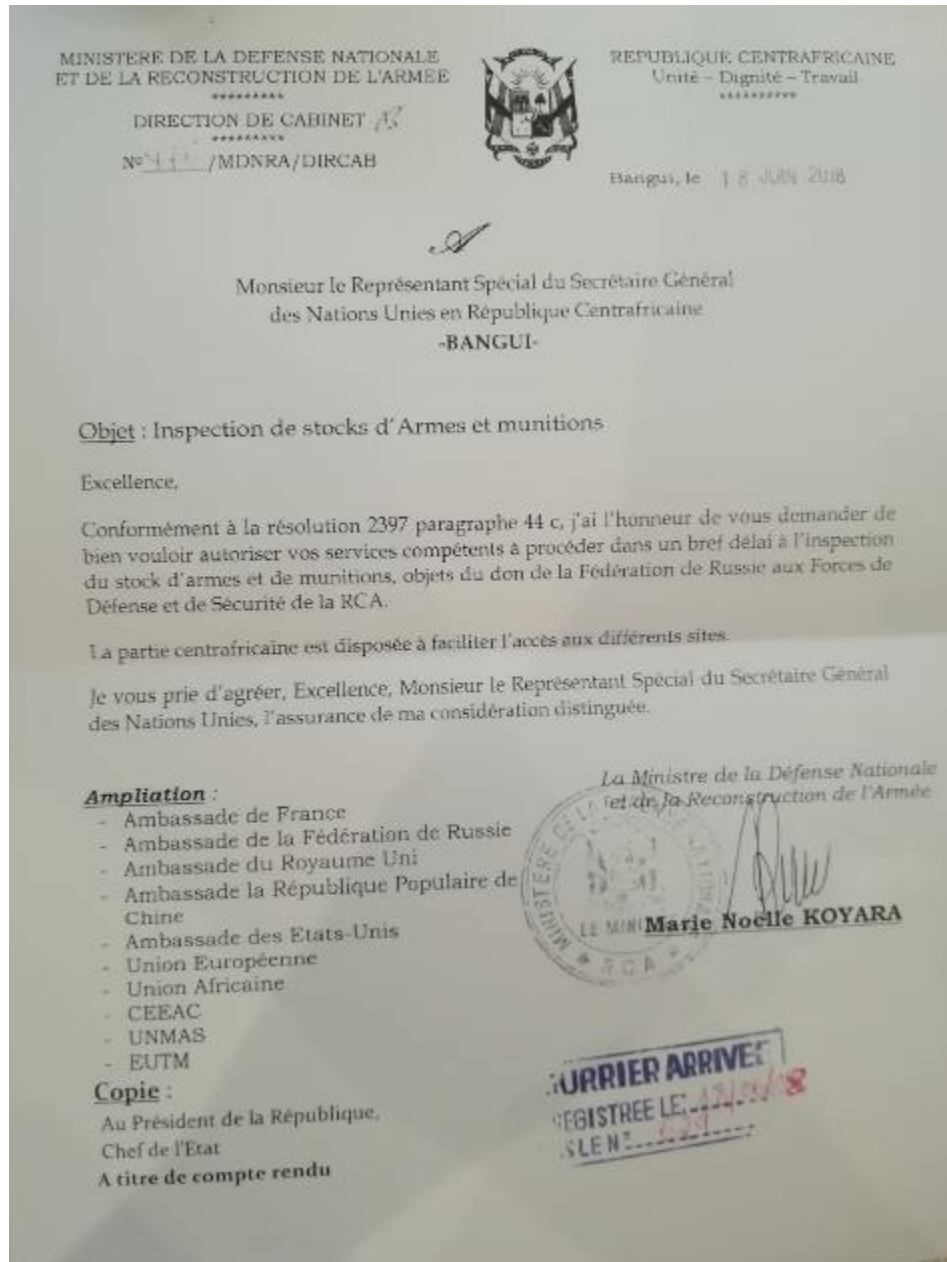 MINISTERE DE LA DEFENSE NATIONALE
ET DE LA RECONSTRUCTION DE L'ARMEE
*********
DIRECTION DE CABINET
*********
N° /MDNRA/DIRCAB
REPUBLIQUE CENTRAFRICAINE
Unité – Dignité – Travail
**********
Bangui, le 18 JUIN 2018
A
Monsieur le Représentant Spécial du Secrétaire Général
des Nations Unies en République Centrafricaine
-BANGUI-
Objet : Inspection de stocks d'Armes et munitions
Excellence,
Conformément à la résolution 2397 paragraphe 44 c, j'ai l'honneur de vous demander de
bien vouloir autoriser vos services compétents à procéder dans un bref délai à l'inspection
du stock d'armes et de munitions, objets du don de la Fédération de Russie aux Forces de
Défense et de Sécurité de la RCA.
La partie centrafricaine est disposée à faciliter l'accès aux différents sites.
Je vous prie d'agréer, Excellence, Monsieur le Représentant Spécial du Secrétaire Général
des Nations Unies, l'assurance de ma considération distinguée.
La Ministre de la Défense Nationale
et de la Reconstruction de l'Armée
MINISTERE DE LA
LE MINI
RCA
Marie Noëlle KOYARA
Ampliation :
- Ambassade de France
- Ambassade de la Fédération de Russie
- Ambassade du Royaume Uni
- Ambassade la République Populaire de
Chine
- Ambassade des Etats-Unis
- Union Européenne
- Union Africaine
- CEEAC
- UNMAS
- EUTM
Copie :
Au Président de la République,
Chef de l'Etat
A titre de compte rendu
URRIER ARRIVEE
EGISTREE LE:
S LE N°